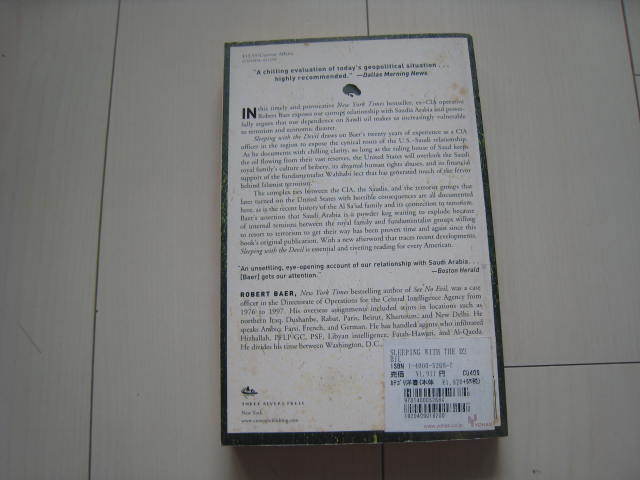 "A chilling evaluation of today's geopolitical situation . . .
highly recommended." —Dallas Morning News
IN this timely and provocative New York Times bestseller, ex-CIA operative
Robert Baer exposes our corrupt relationship with Saudi Arabia and power-
fully argues that our dependence on Saudi oil makes us increasingly vulnerable
to terrorism and economic disaster.
Sleeping with the Devil draws on Baer's twenty years of experience as a CIA
officer in the region to expose the cynical roots of the U.S.-Saudi relationship.
As he documents with chilling clarity, so long as the ruling house of Saud keeps
the oil flowing from their vast reserves, the United States will overlook the Saudi
royal family's culture of bribery, its abysmal human rights abuses, and its financial
support of the fundamentalist Wahhabi sect that has generated much of the fervor
behind Islamist terrorism.
The complex ties between the CIA, the Saudis, and the terrorist groups that
later turned on the United States with horrible consequences are all documented
here, as is the recent history of the Al Sa'ud family and its connection to terrorism.
Baer's assertion that Saudi Arabia is a powder keg waiting to explode because
of internal tensions between the royal family and fundamentalist groups willing
to resort to terrorism to get their way has been proven time and again since this
book's original publication. With a new afterword that traces recent developments,
Sleeping with the Devil is essential and riveting reading for every American.
"An unsettling, eye-opening account of our relationship with Saudi Arabia. . .
[Baer] gets our attention." —Boston Herald
ROBERT BAER, New York Times bestselling author of See No Evil, was a case
officer in the Directorate of Operations for the Central Intelligence Agency from
1976 to 1997. His overseas assignments included stints in locations such as
northern Iraq, Dushanbe, Rabat, Paris, Beirut, Khartoum, and New Delhi. He
speaks Arabic, Farsi, French, and German. He has handled agents who infiltrated
Hizballah, PFLP-GC, PSF, Libyan intelligence, Fatah-Hawari, and Al-Qaeda.
He divides his time between Washington, D.C.,
SLEEPING WITH THE DE
VIL
ISBN
売価 ¥1,917 円
THREE RIVERS PRESS
New York
www.crownpublishing.com
YOHAN